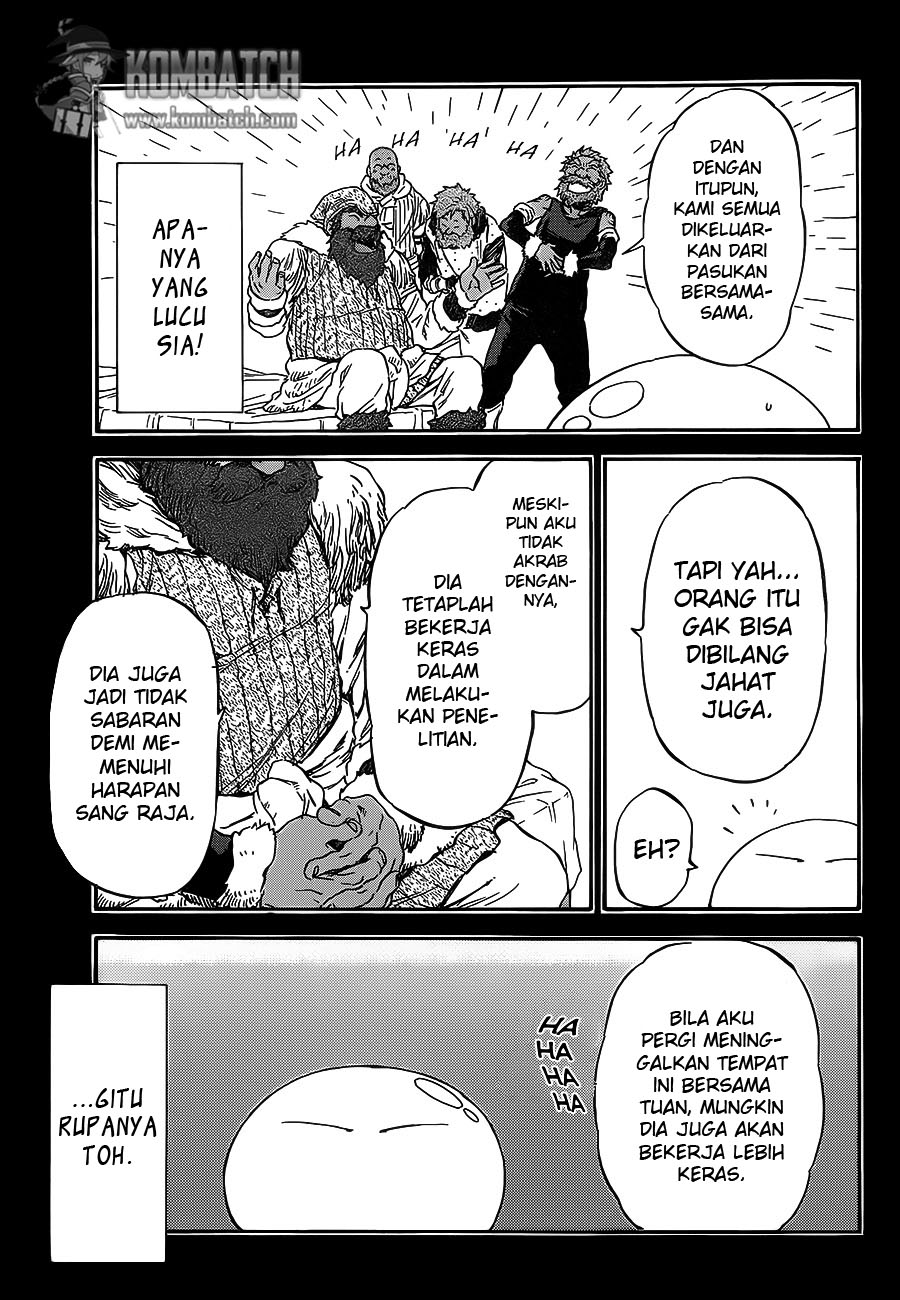 KOMBATCH
www.kombatch.com
DAN
DENGAN
ITUPUN,
KAMI SEMUA
DIKELUAR-
KAN DARI
PASUKAN
BERSAMA-
SAMA.
HA HA HA HA
APA-
NYA
YANG
LUCU
SIA!
TAPI YAH...
ORANG ITU
GAK BISA
DIBILANG
JAHAT
JUGA.
EH?
MESKI-
PUN AKU
TIDAK
AKRAB
DENGAN-
NYA,
DIA
TETAPLAH
BEKERJA
KERAS
DALAM
MELAKU-
KAN PENE-
LITIAN.
DIA JUGA
JADI TIDAK
SABARAN
DEMI ME-
MENUHI
HARAPAN
SANG RAJA.
BILA AKU
PERGI MENING-
GALKAN TEMPAT
INI BERSAMA
TUAN, MUNGKIN
DIA JUGA AKAN
BEKERJA LEBIH
KERAS.
HA
HA
HA
HA
...GITU
RUPANYA
TOH.